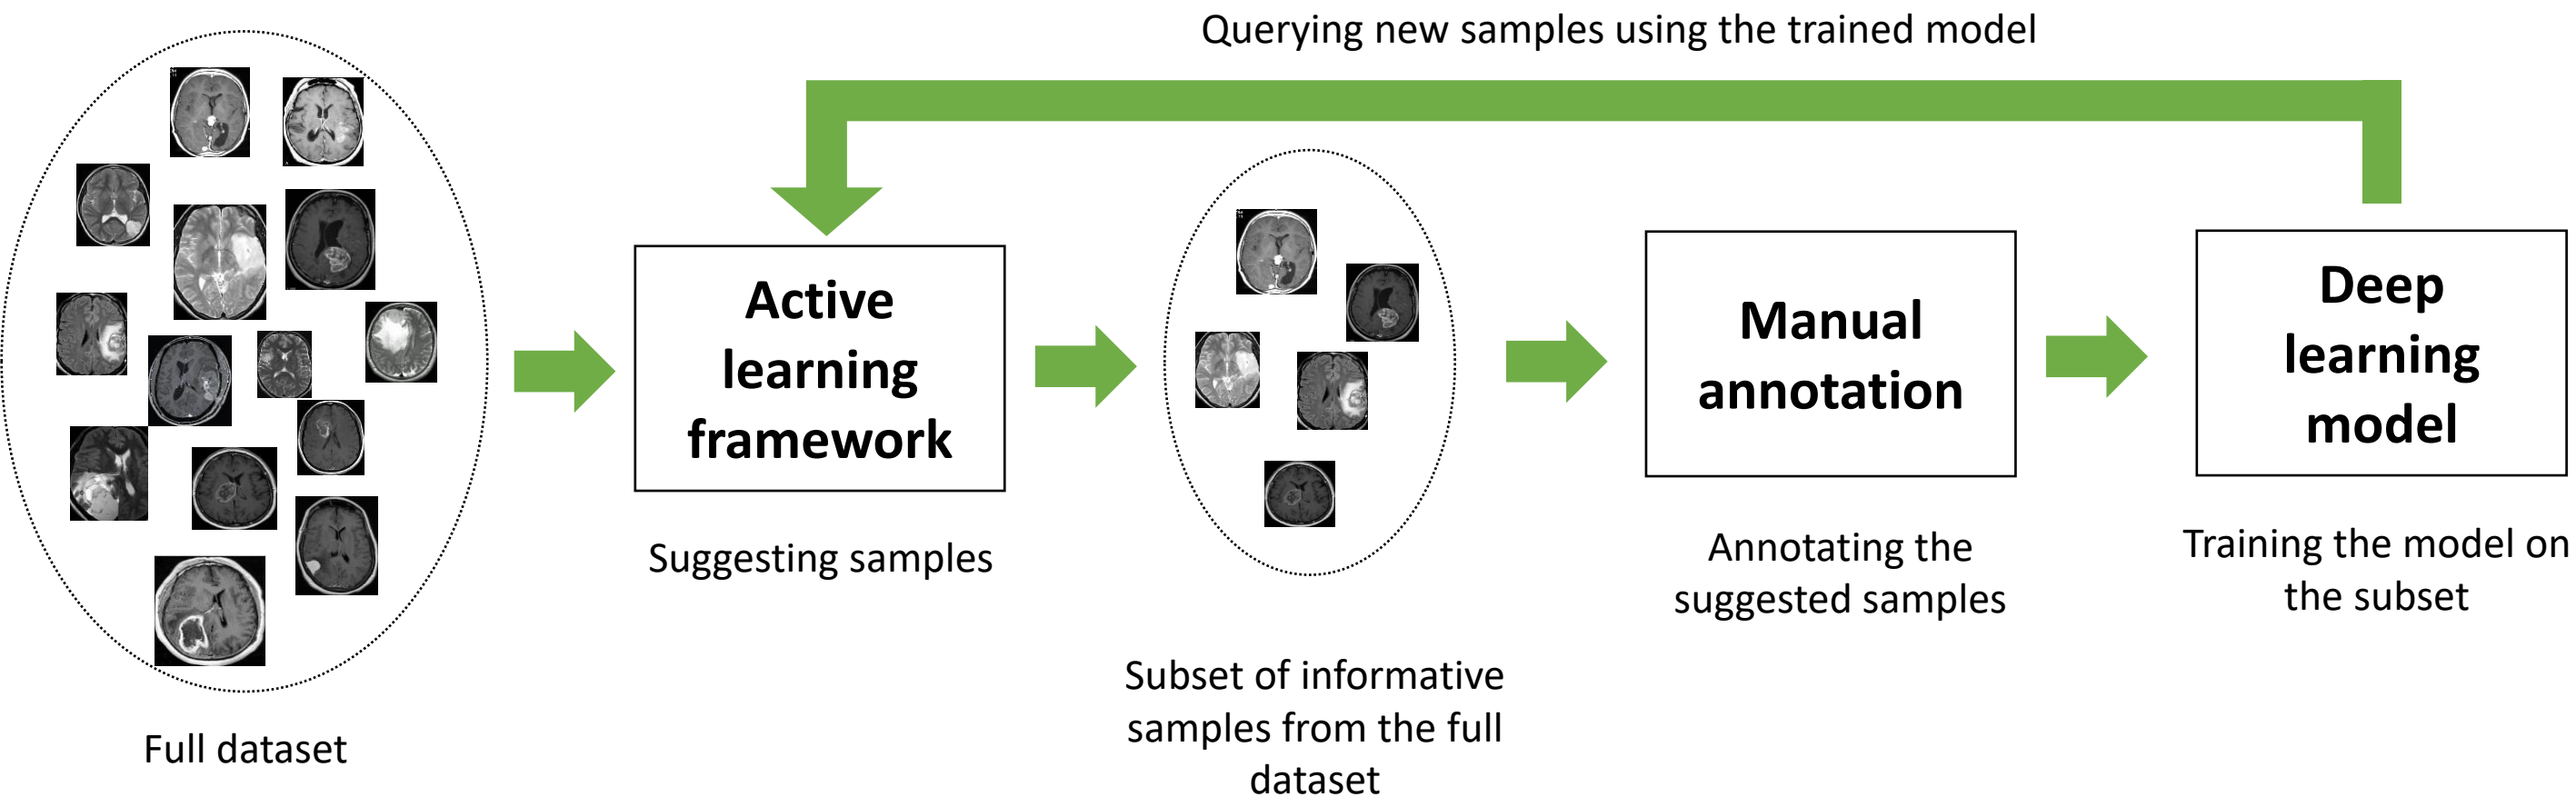 Querying new samples using the trained model
Active
learning
framework
Suggesting samples
Manual
annotation
Annotating the
suggested samples
Deep
learning
model
Training the model on
the subset
Subset of informative
samples from the full
dataset
Full dataset